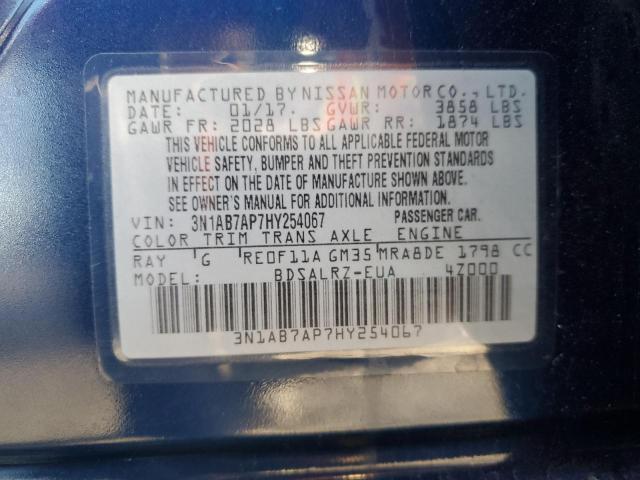 MANUFACTURED BY NISSAN MOTOR CO., LTD.
DATE: 01/17. GVWR: 3858 LBS
GAWR FR: 2028 LBS GAWR RR: 1874 LBS
THIS VEHICLE CONFORMS TO ALL APPLICABLE FEDERAL MOTOR
VEHICLE SAFETY, BUMPER AND THEFT PREVENTION STANDARDS
IN EFFECT ON THE DATE OF MANUFACTURE SHOWN ABOVE.
SEE OWNER'S MANUAL FOR ADDITIONAL INFORMATION.
VIN: 3N1AB7AP7HY254067 PASSENGER CAR.
COLOR TRIM TRANS AXLE ENGINE
RAY G RE0F11A GM35 MRA8DE 1798 CC
MODEL: BDSALRZ-EUA 4Z000
3N1AB7AP7HY254067